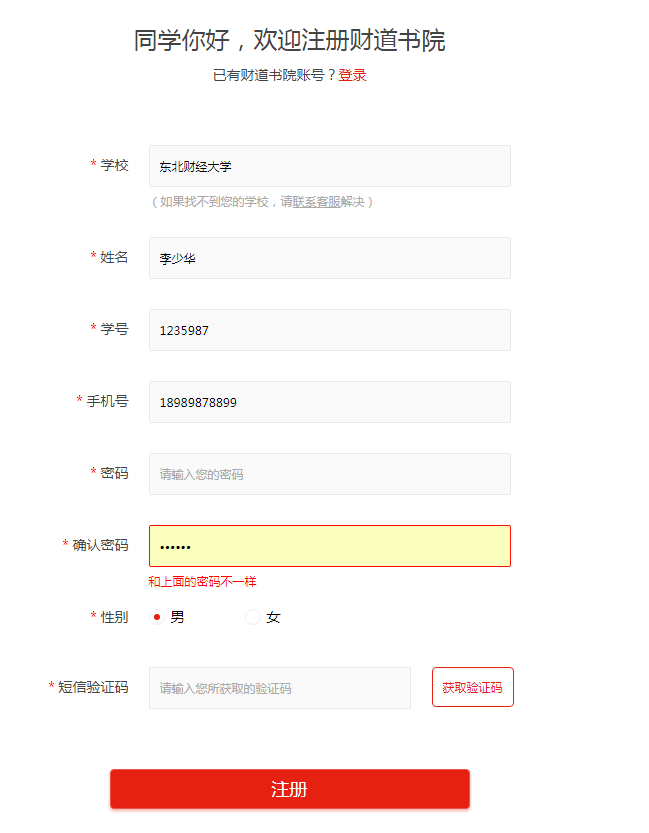 同学你好，欢迎注册财道书院
已有财道书院账号？登录
* 学校 东北财经大学
（如果找不到您的学校，请联系客服解决）
* 姓名 李少华
* 学号 1235987
* 手机号 18989878899
* 密码 请输入您的密码
* 确认密码 ••••••
和上面的密码不一样
* 性别 男 女
* 短信验证码 请输入您所获取的验证码 获取验证码
注册